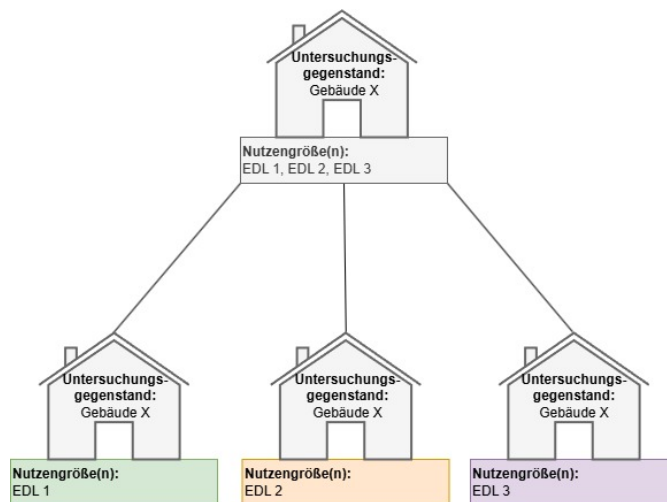 Untersuchungs-
gegenstand:
Gebäude X
Nutzengröße(n):
EDL 1, EDL 2, EDL 3
Untersuchungs-
gegenstand:
Gebäude X
Nutzengröße(n):
EDL 1
Untersuchungs-
gegenstand:
Gebäude X
Nutzengröße(n):
EDL 2
Untersuchungs-
gegenstand:
Gebäude X
Nutzengröße(n):
EDL 3